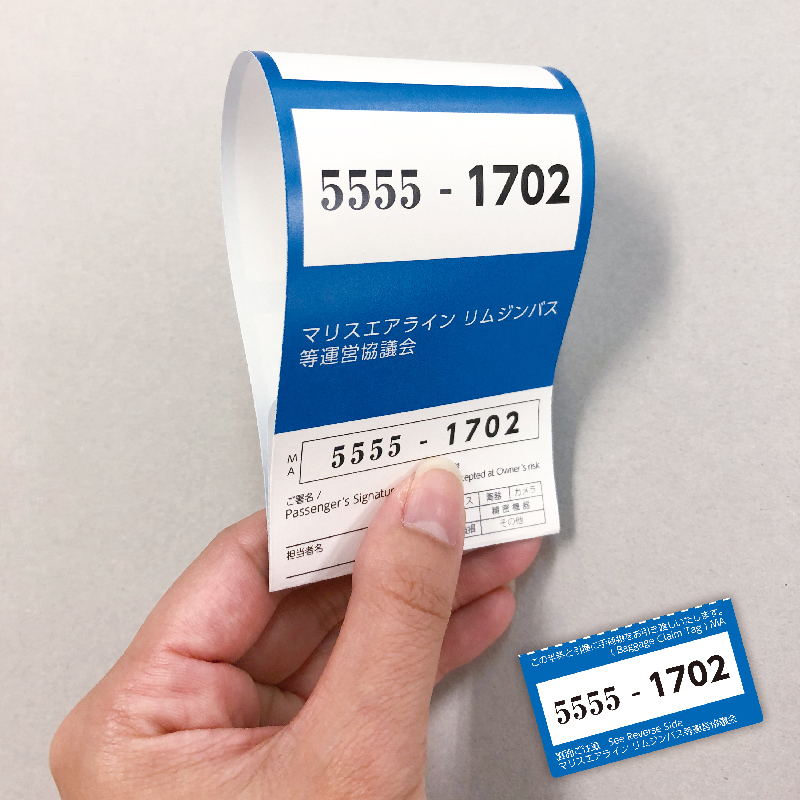 5555 - 1702
マリスエアライン リムジンバス
等運営協議会
M
A
5555 - 1702
cepted at Owner's risk
ご署名 /
Passenger's Signatu
ス 陶器 カメラ
精密機器
その他
担当者名
この半券と引換に手荷物をお引き渡しいたします。
( Baggage Claim Tag ) MA
5555 - 1702
See Reverse Side
マリスエアライン リムジンバス等運営協議会